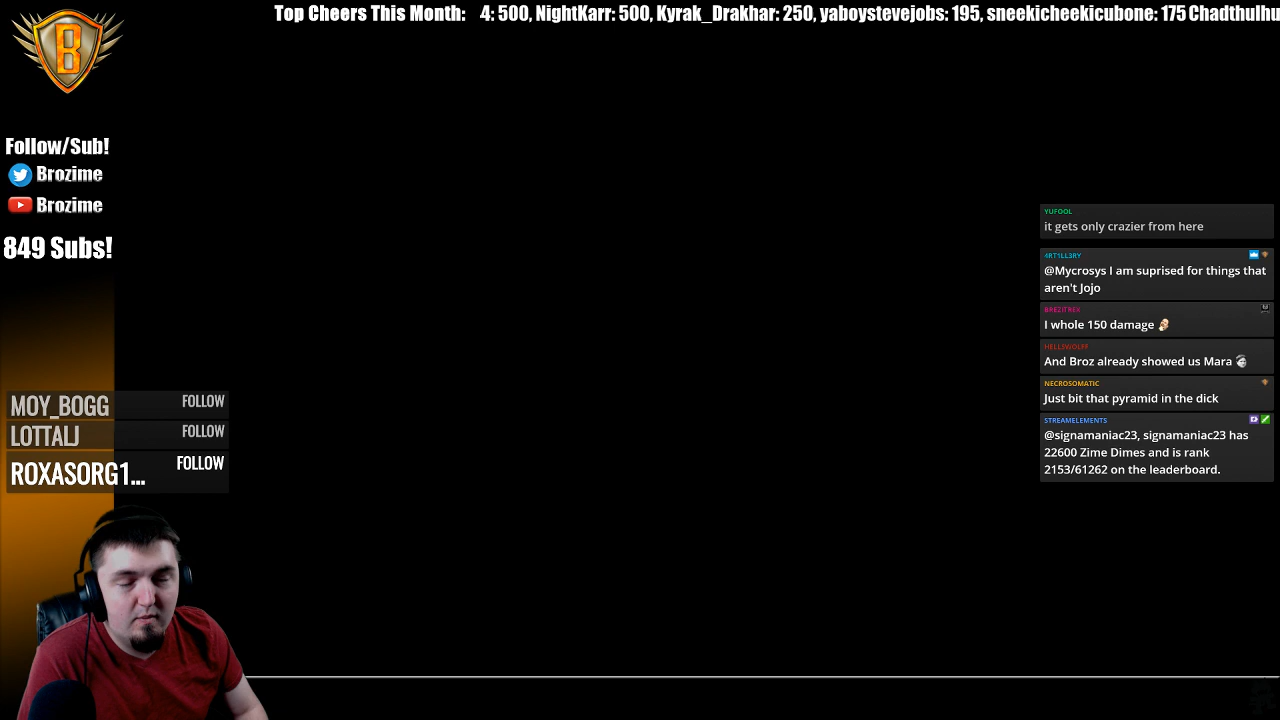 Top Cheers This Month: 4: 500, NightKarr: 500, Kyrak_Drakhar: 250, yaboystevejobs: 195, sneekicheekicubone: 175 Chadthulhu
B
Follow/Sub!
Brozime
Brozime
849 Subs!
MOY_BOGG FOLLOW
LOTTALJ FOLLOW
ROXASORG1... FOLLOW
YUFOOL
it gets only crazier from here
4RT1LL3RY
@Mycrosys I am suprised for things that
aren't Jojo
BREZITREX
I whole 150 damage
HELLSWOLFF
And Broz already showed us Mara
NECROSOMATIC
Just bit that pyramid in the dick
STREAMELEMENTS
@signamaniac23, signamaniac23 has
22600 Zime Dimes and is rank
2153/61262 on the leaderboard.